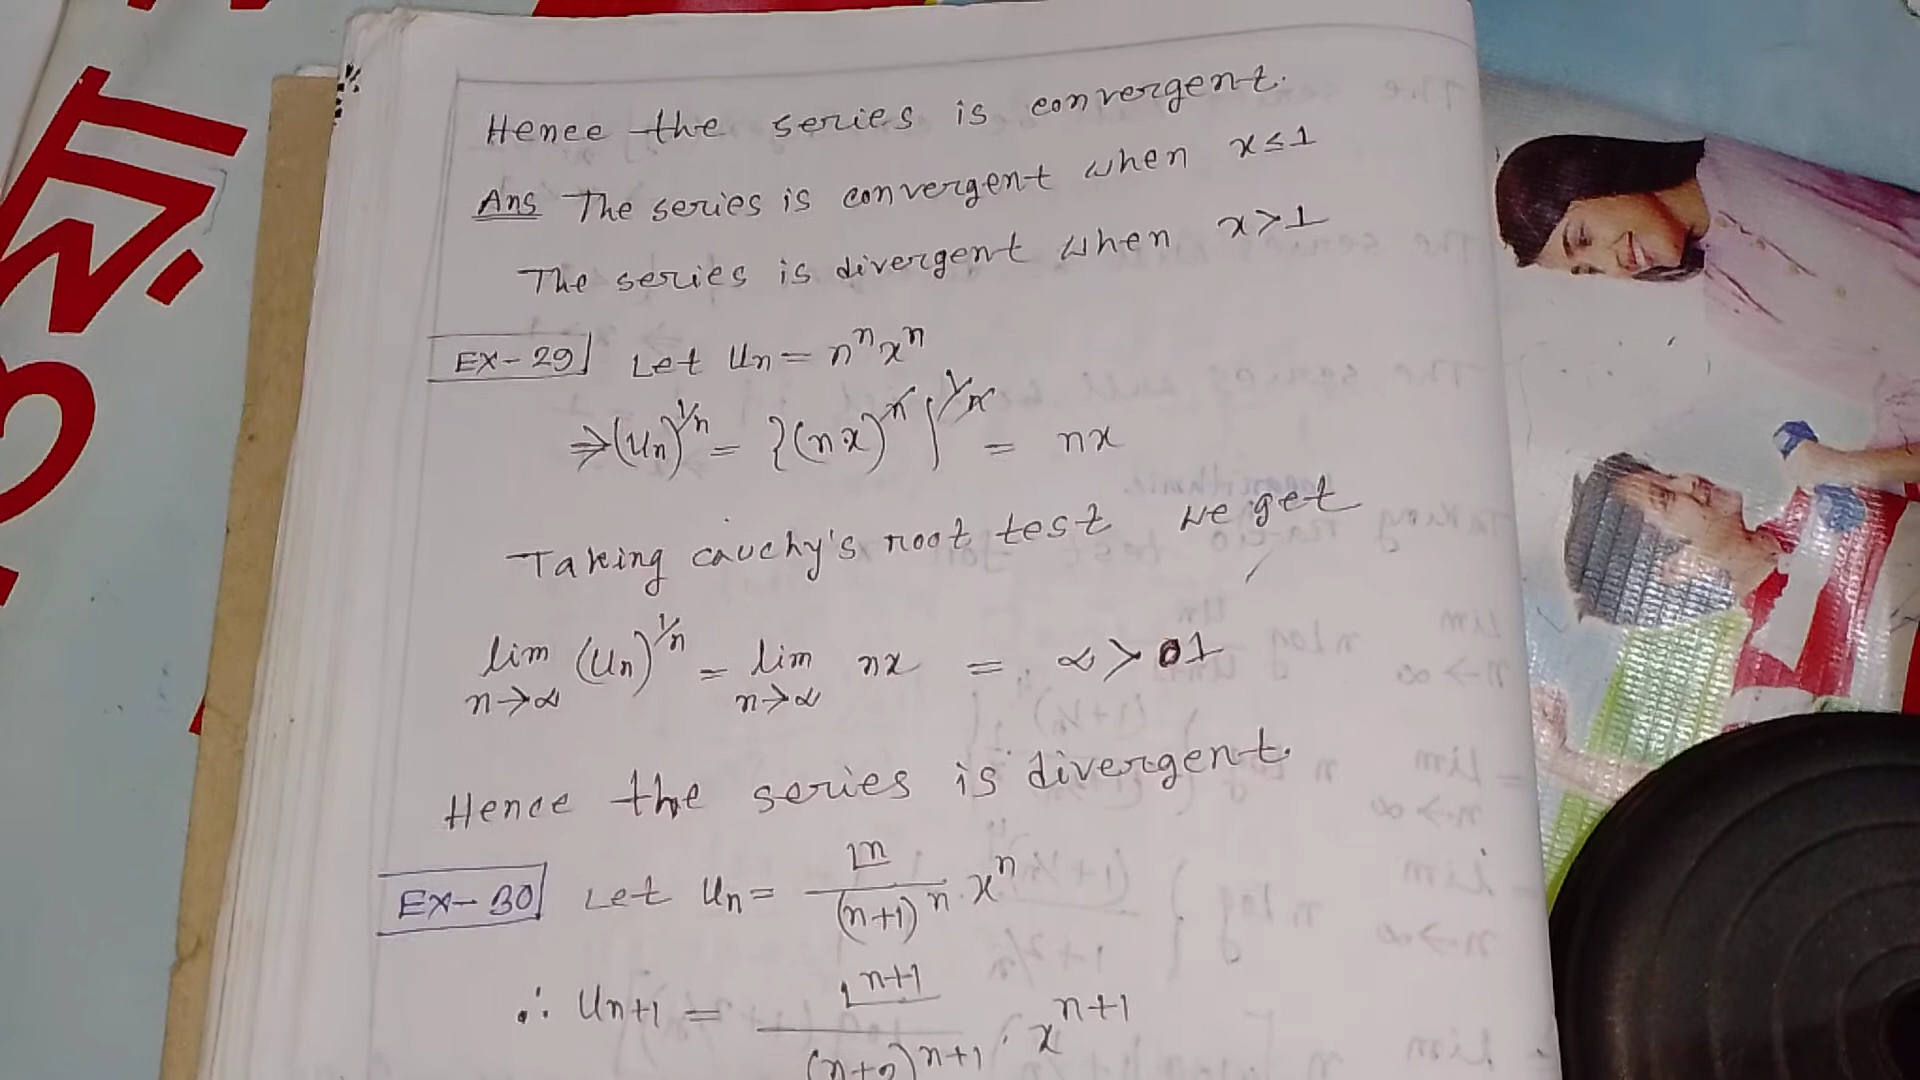 Hence the series is convergent.
Ans The series is convergent when x≤1
The series is divergent when x>1
EX-29 Let Un = nⁿxⁿ
⇒(Un)^1/n = {(nx)ⁿ}^1/n = nx
Taking cauchy's root test we get
lim n→∞ (Un)^1/n = lim n→∞ nx = ∞ > 1
Hence the series is divergent.
EX-30 Let Un = ⌊n / (n+1)ⁿ · xⁿ
∴ Un+1 = ⌊n+1 / (n+2)^n+1 · x^n+1